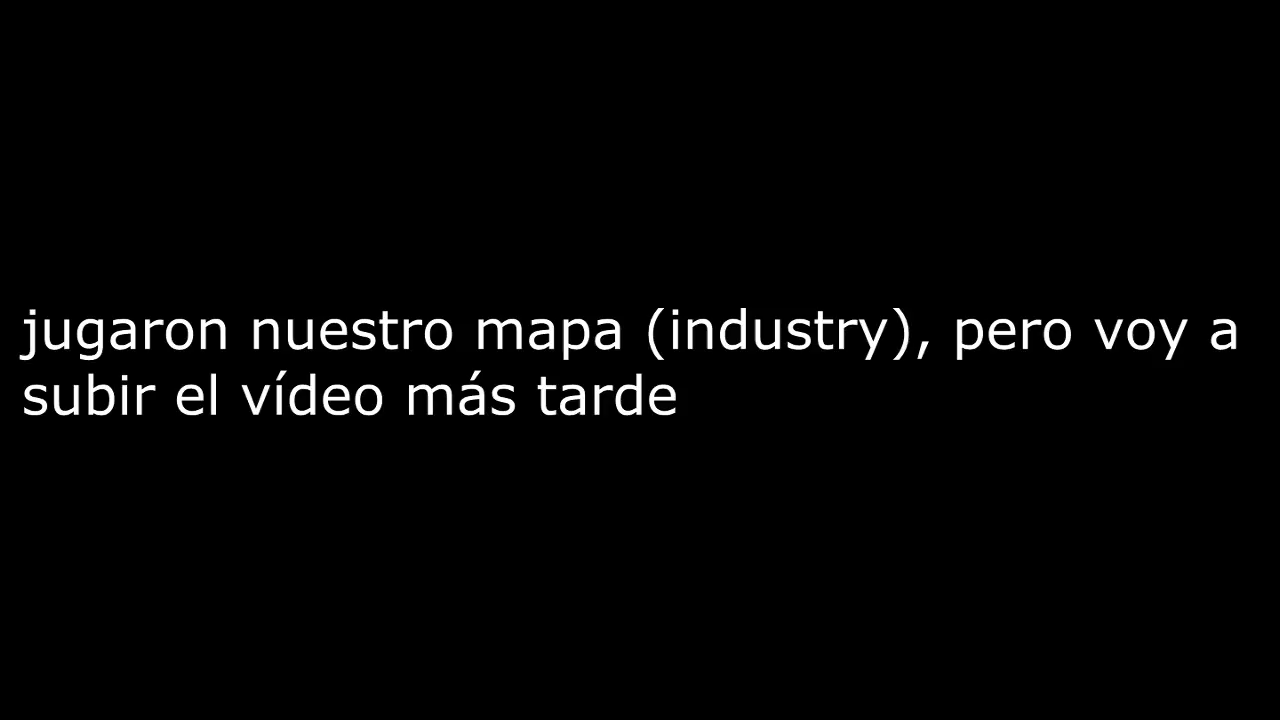 jugaron nuestro mapa (industry), pero voy a
subir el vídeo más tarde